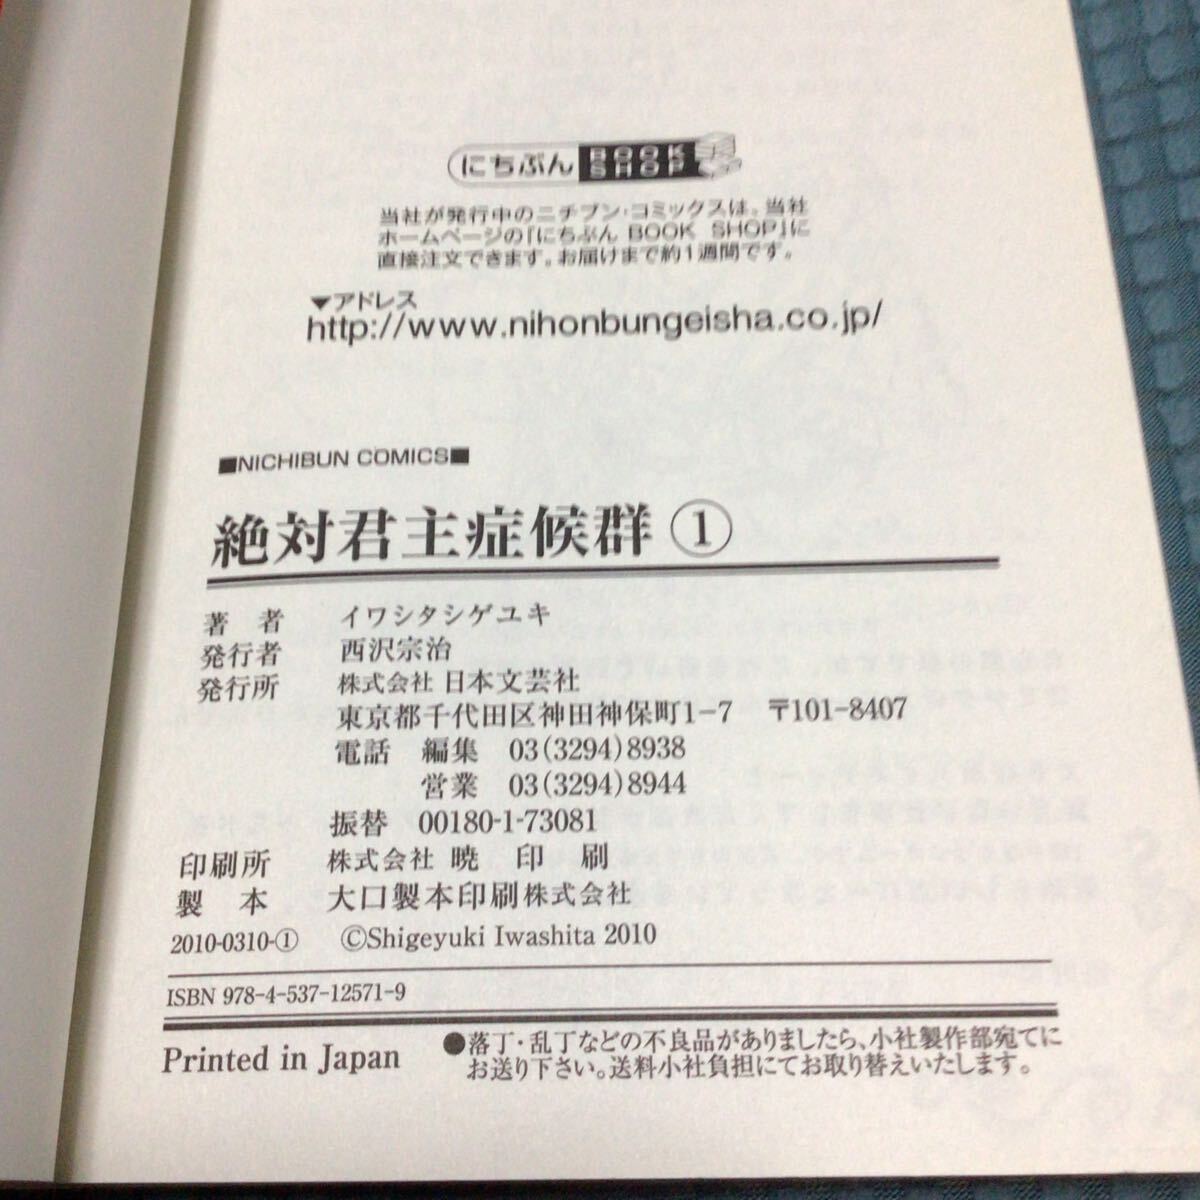 にちぶん BOOK SHOP
当社が発行中のニチブン・コミックスは、当社
ホームページの「にちぶん BOOK SHOP」に
直接注文できます。お届けまで約1週間です。
▼アドレス
http://www.nihonbungeisha.co.jp/
■NICHIBUN COMICS■
絶対君主症候群 ①
著者 イワシタシゲユキ
発行者 西沢宗治
発行所 株式会社 日本文芸社
東京都千代田区神田神保町1-7 〒101-8407
電話 編集 03(3294)8938
営業 03(3294)8944
振替 00180-1-73081
印刷所 株式会社 暁印刷
製本 大口製本印刷株式会社
2010-0310-① ©Shigeyuki Iwashita 2010
ISBN 978-4-537-12571-9
Printed in Japan
●落丁・乱丁などの不良品がありましたら、小社製作部宛てに
お送り下さい。送料小社負担にてお取り替えいたします。